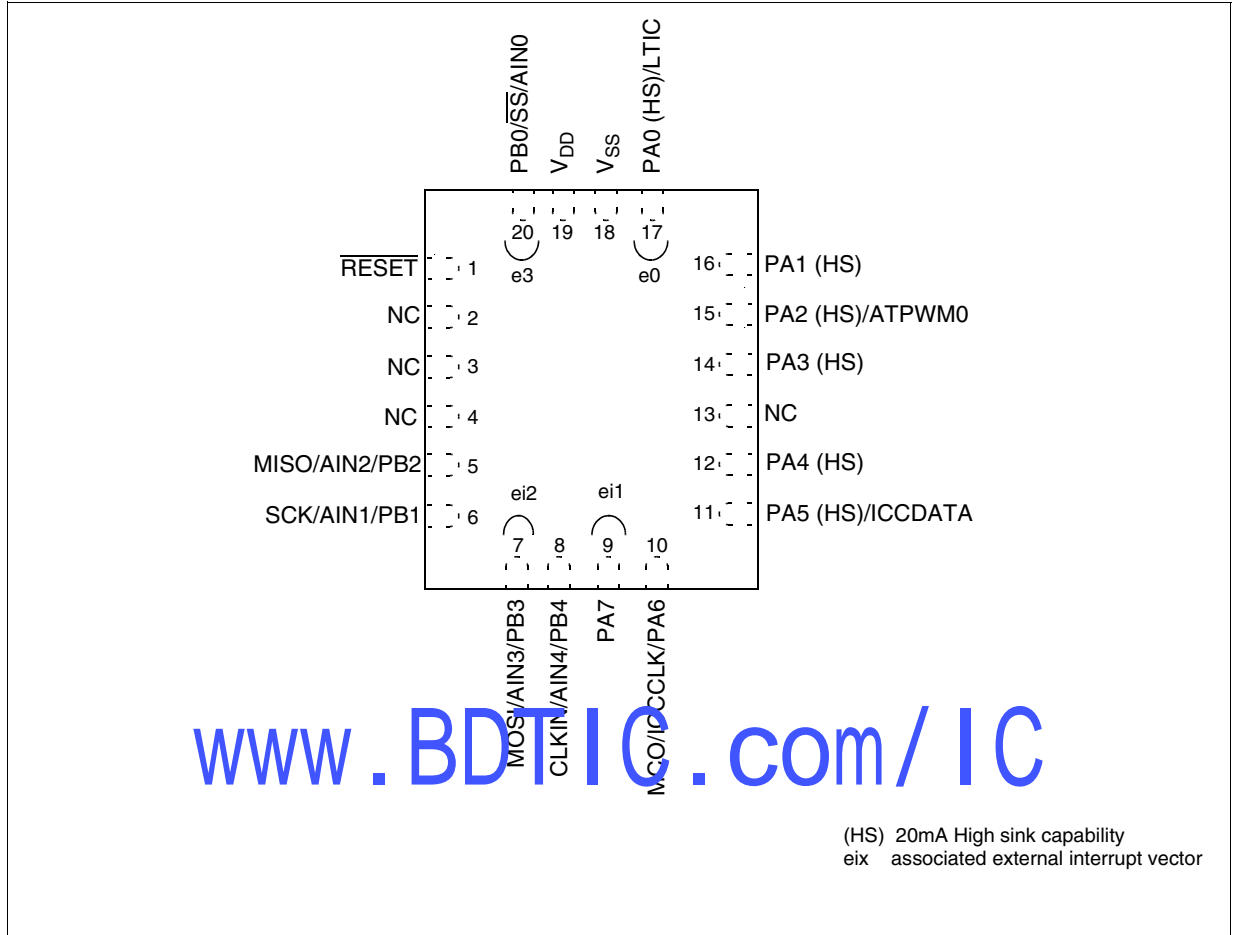 PB0/SS/AIN0
VDD
VSS
PA0 (HS)/LTIC
20 19 18 17
e3 e0
RESET 1
NC 2
NC 3
NC 4
MISO/AIN2/PB2 5
SCK/AIN1/PB1 6
16 PA1 (HS)
15 PA2 (HS)/ATPWM0
14 PA3 (HS)
13 NC
12 PA4 (HS)
11 PA5 (HS)/ICCDATA
ei2 ei1
7 8 9 10
MOSI/AIN3/PB3
CLKIN/AIN4/PB4
PA7
MCO/ICCCLK/PA6
www.BDTIC.com/IC
(HS) 20mA High sink capability
eix associated external interrupt vector